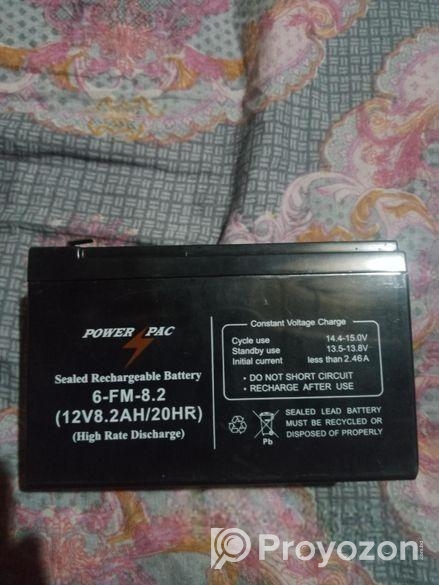 POWER PAC
Sealed Rechargeable Battery
6-FM-8.2
(12V8.2AH/20HR)
(High Rate Discharge)
Constant Voltage Charge
Cycle use 14.4-15.0V
Standby use 13.5-13.8V
Initial current less than 2.46A
• DO NOT SHORT CIRCUIT
• RECHARGE AFTER USE
Pb
SEALED LEAD BATTERY
MUST BE RECYCLED OR
DISPOSED OF PROPERLY.
Proyozon